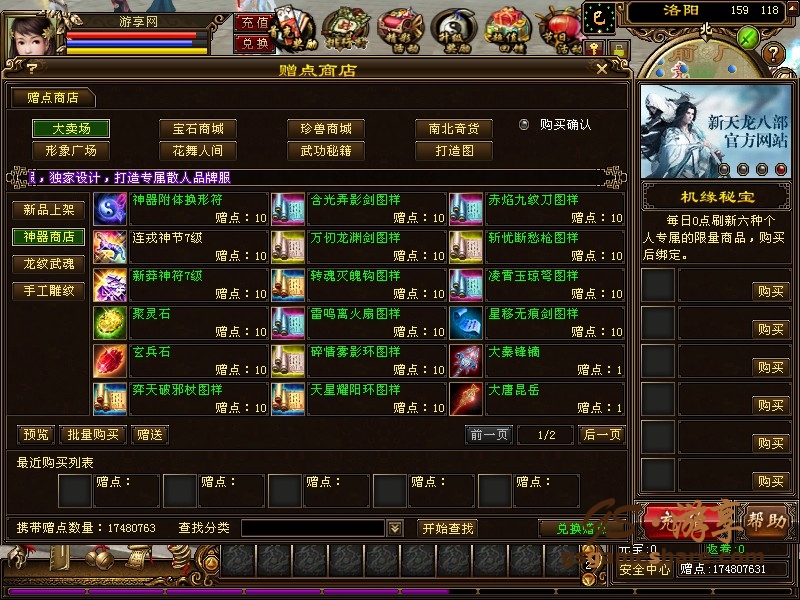 游享网
充值
兑换
洛阳 159 118
北
赠点商店
赠点商店
大卖场 宝石商城 珍兽商城 南北奇货 购买确认
形象广场 花舞人间 武功秘籍 打造图
，独家设计，打造专属散人品牌服
新品上架
神器商店
龙纹武魂
手工雕纹
神器附体换形符 赠点：10
含光弄影剑图样 赠点：10
赤焰九纹刀图样 赠点：10
连戎神节7级 赠点：10
万仞龙渊剑图样 赠点：10
斩忧断愁枪图样 赠点：10
新莽神符7级 赠点：10
转魂灭魄钩图样 赠点：10
凌霄玉琼弩图样 赠点：10
聚灵石 赠点：10
雷鸣离火扇图样 赠点：10
星移无痕剑图样 赠点：10
玄兵石 赠点：10
碎情雾影环图样 赠点：10
大秦锋镝 赠点：1
弈天破邪杖图样 赠点：10
天星耀阳环图样 赠点：10
大唐昆岳 赠点：1
预览 批量购买 赠送 前一页 1/2 后一页
最近购买列表
赠点： 赠点： 赠点： 赠点： 赠点：
携带赠点数量：17480763 查找分类 开始查找 兑换赠点
新天龙八部
官方网站
机缘秘宝
每日0点刷新六种个
人专属的限量商品，购买
后绑定。
购买
购买
购买
购买
购买
购买
游享
帮助
元宝:0
安全中心 赠点:174807631